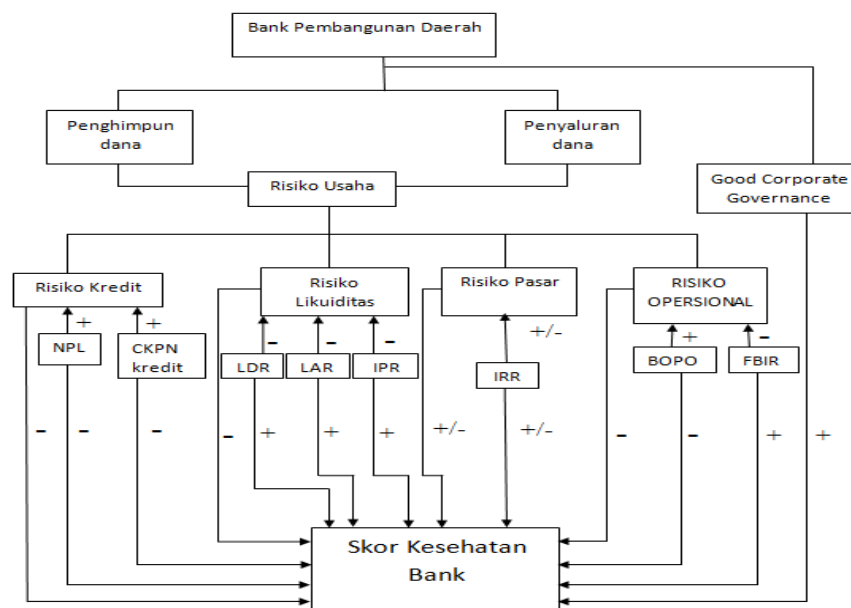 Bank Pembangunan Daerah
Penghimpun
dana
Penyaluran
dana
Risiko Usaha
Good Corporate
Governance
Risiko Kredit
Risiko
Likuiditas
Risiko Pasar
RISIKO
OPERSIONAL
+
+
-
-
-
+/-
+
-
NPL
CKPN
kredit
LDR
LAR
IPR
IRR
BOPO
FBIR
-
-
-
-
+
+
+
+/-
+/-
-
-
+
+
Skor Kesehatan
Bank